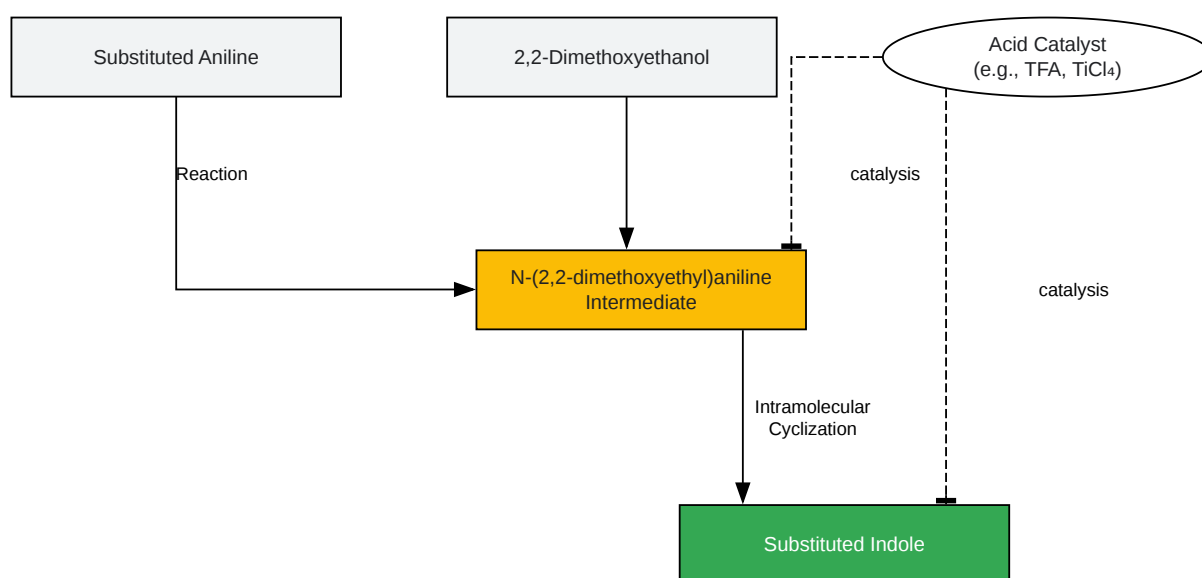 Substituted Aniline
2,2-Dimethoxyethanol
Acid Catalyst
(e.g., TFA, TiCl₄)
Reaction
catalysis
N-(2,2-dimethoxyethyl)aniline
Intermediate
catalysis
Intramolecular
Cyclization
Substituted Indole